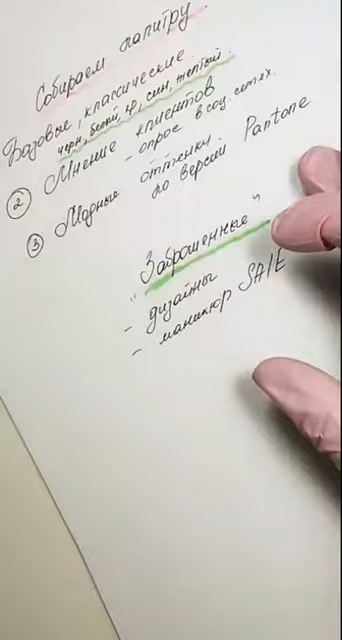 Собираем палитру.
Базовые, классические
черн, белый, кр, син, желтый.
② Мнение клиентов
- опрос в соц. сетях.
③ Модные оттенки
по версии Pantone
"Заброшенные"
- дизайны
- маникюр SALE